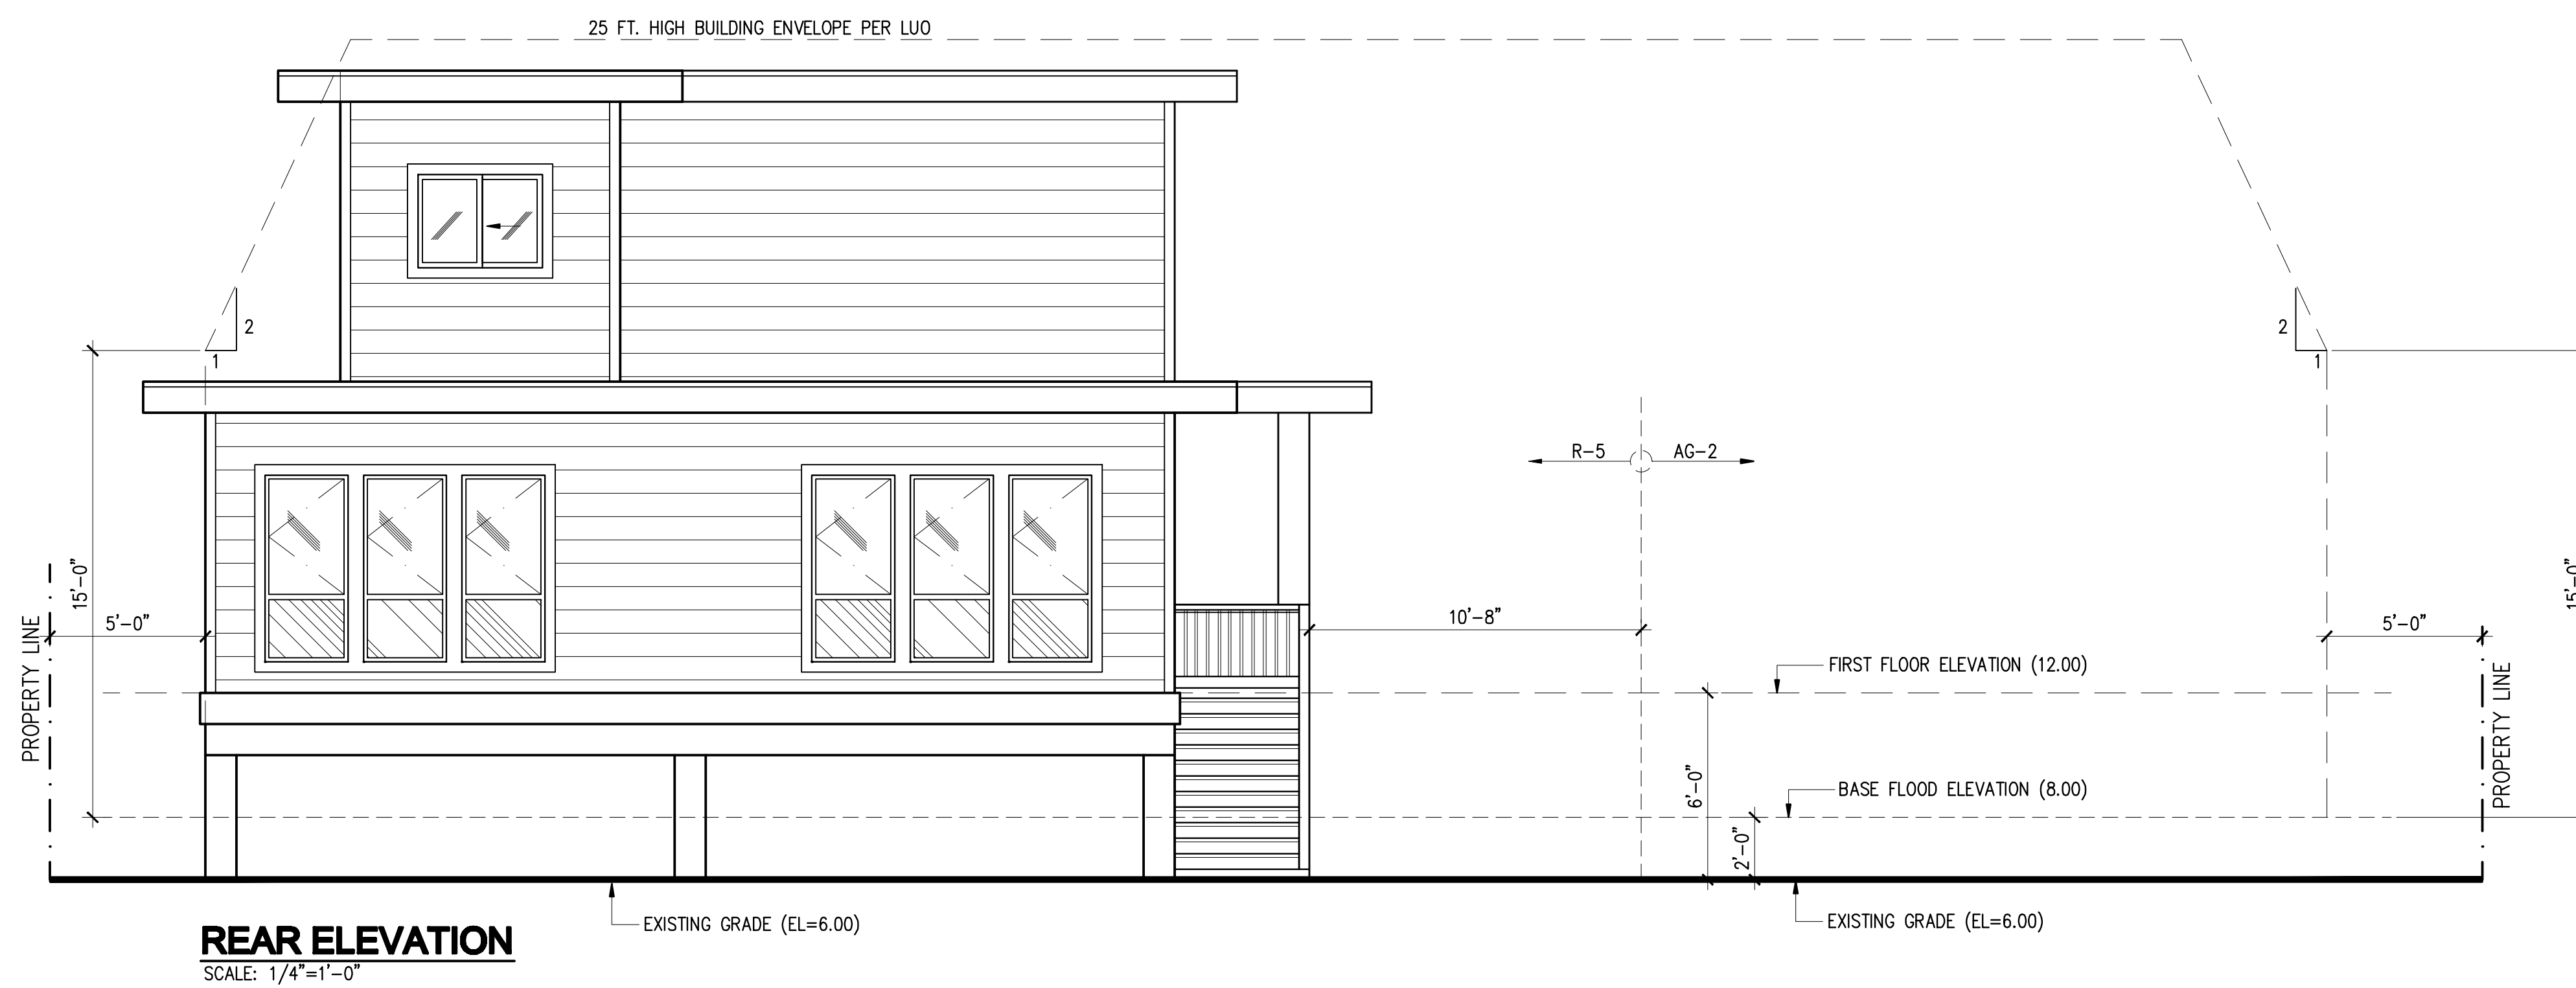 25 FT. HIGH BUILDING ENVELOPE PER LUO
2
1
2
1
R-5
AG-2
15'-0"
15'-0"
5'-0"
10'-8"
5'-0"
PROPERTY LINE
PROPERTY LINE
FIRST FLOOR ELEVATION (12.00)
6'-0"
BASE FLOOD ELEVATION (8.00)
2'-0"
EXISTING GRADE (EL=6.00)
EXISTING GRADE (EL=6.00)
REAR ELEVATION
SCALE: 1/4"=1'-0"